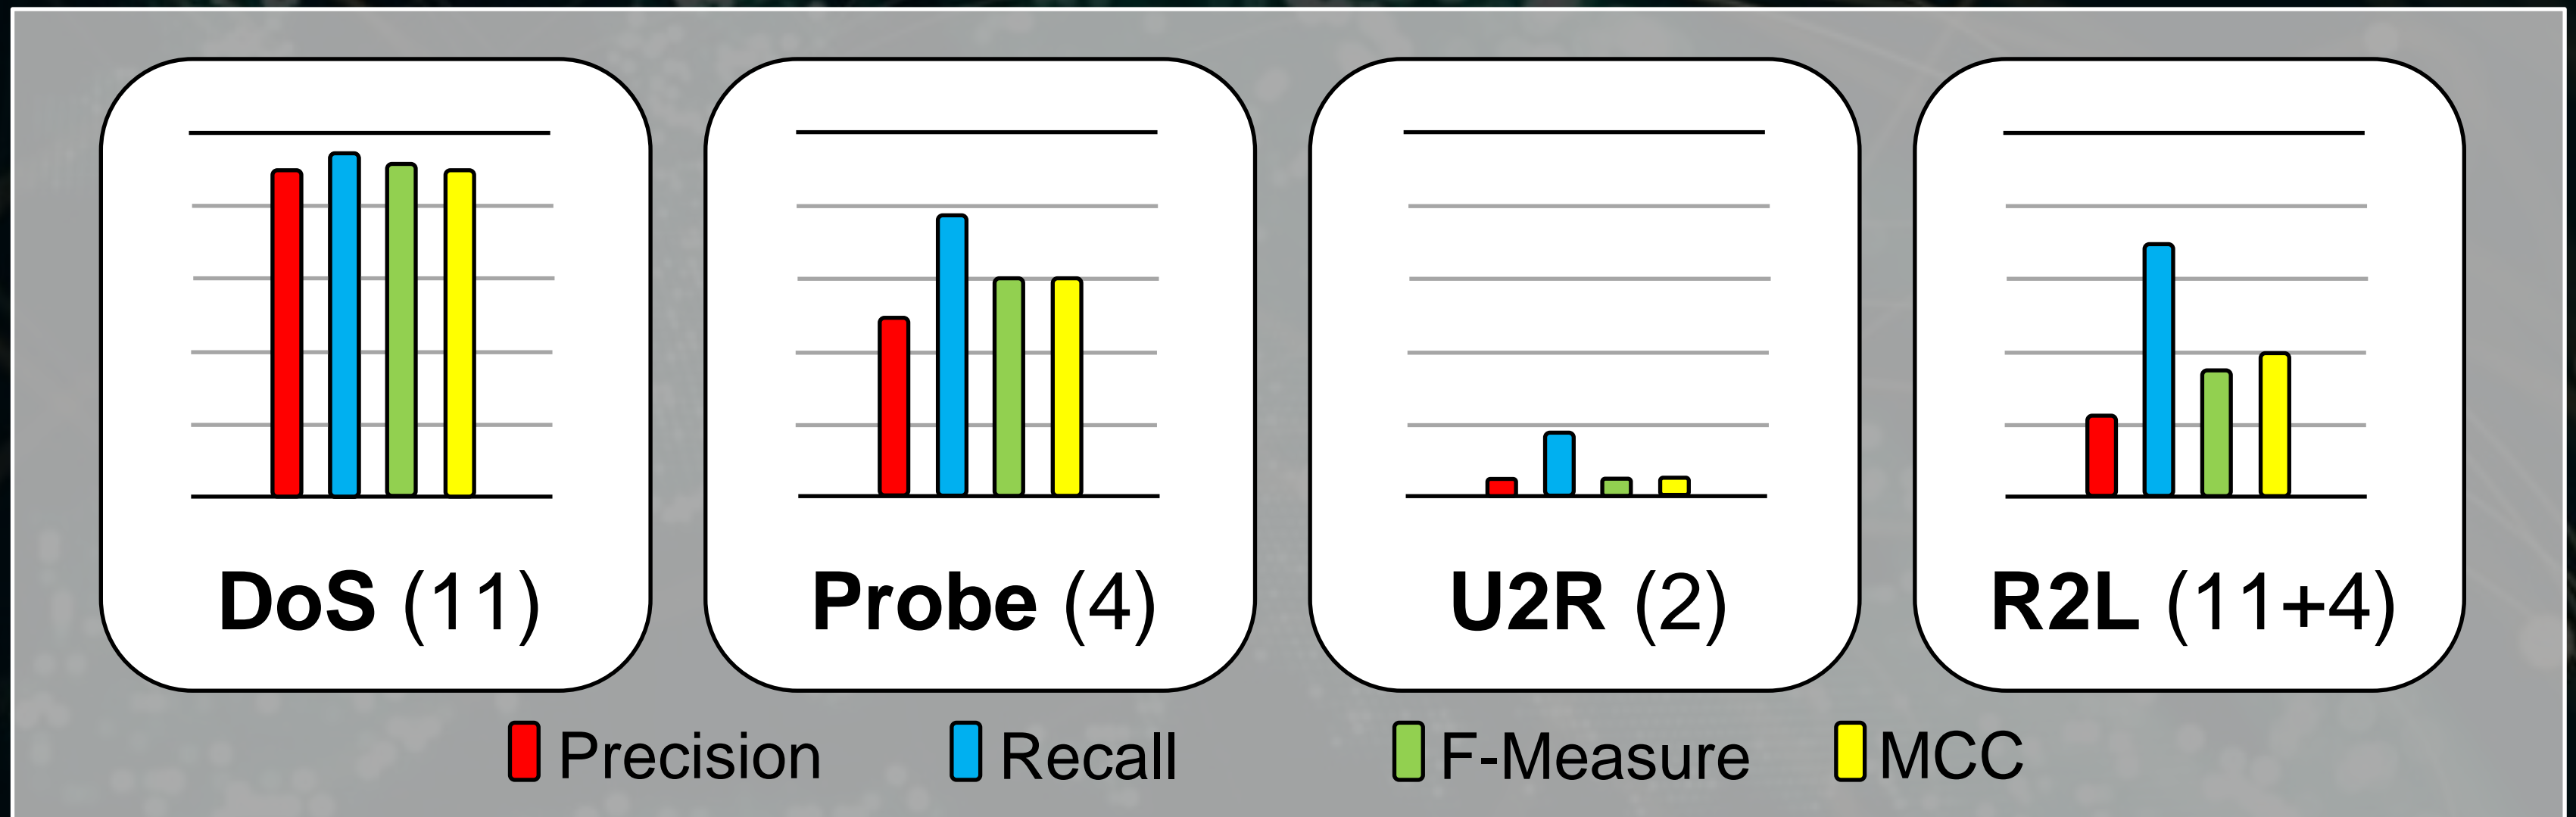 DoS (11)
Probe (4)
U2R (2)
R2L (11+4)
Precision
Recall
F-Measure
MCC